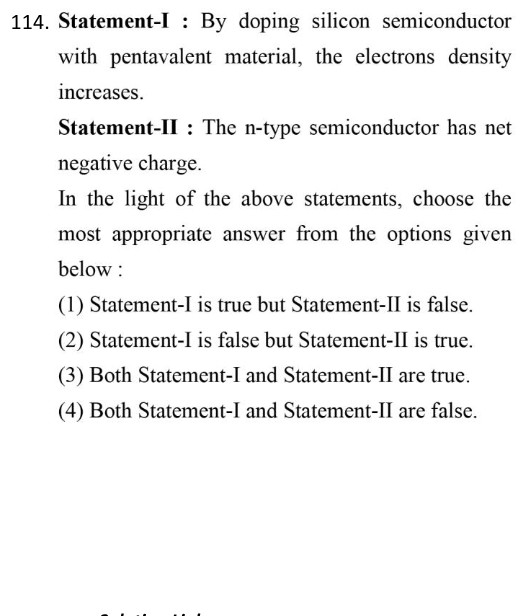 114. Statement-I : By doping silicon semiconductor
with pentavalent material, the electrons density
increases.
Statement-II : The n-type semiconductor has net
negative charge.
In the light of the above statements, choose the
most appropriate answer from the options given
below :
(1) Statement-I is true but Statement-II is false.
(2) Statement-I is false but Statement-II is true.
(3) Both Statement-I and Statement-II are true.
(4) Both Statement-I and Statement-II are false.